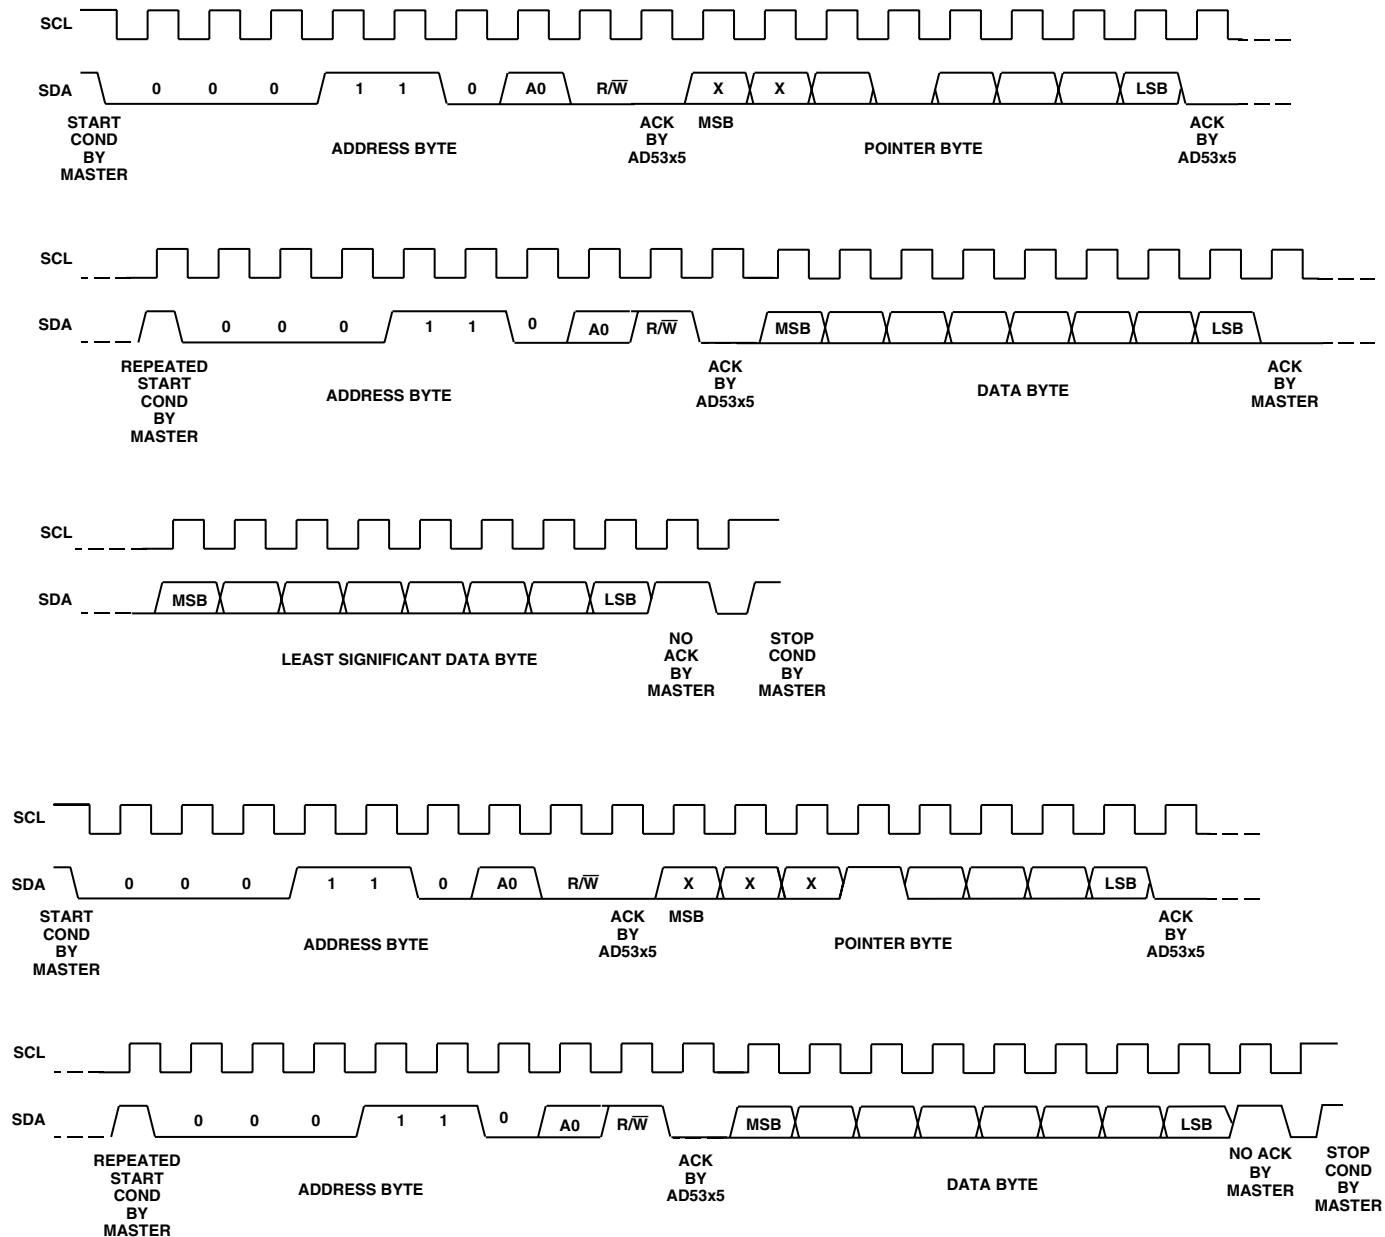 SCL
SDA 0 0 0 1 1 0 A0 R/W̅ X X LSB
START COND BY MASTER
ADDRESS BYTE
ACK BY AD53x5
MSB
POINTER BYTE
ACK BY AD53x5
SCL
SDA 0 0 0 1 1 0 A0 R/W̅ MSB LSB
REPEATED START COND BY MASTER
ADDRESS BYTE
ACK BY AD53x5
DATA BYTE
ACK BY MASTER
SCL
SDA MSB LSB
LEAST SIGNIFICANT DATA BYTE
NO ACK BY MASTER
STOP COND BY MASTER
SCL
SDA 0 0 0 1 1 0 A0 R/W̅ X X X LSB
START COND BY MASTER
ADDRESS BYTE
ACK BY AD53x5
MSB
POINTER BYTE
ACK BY AD53x5
SCL
SDA 0 0 0 1 1 0 A0 R/W̅ MSB LSB
REPEATED START COND BY MASTER
ADDRESS BYTE
ACK BY AD53x5
DATA BYTE
NO ACK BY MASTER
STOP COND BY MASTER